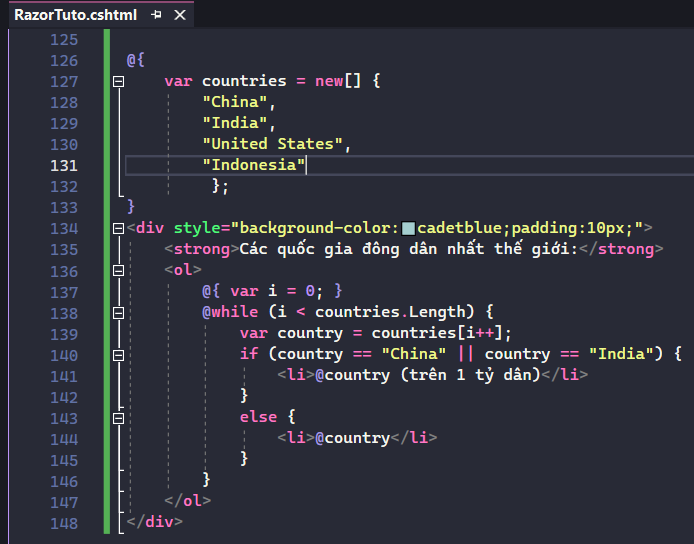 RazorTuto.cshtml
125
126 @{
127 var countries = new[] {
128 "China",
129 "India",
130 "United States",
131 "Indonesia"
132 };
133 }
134 <div style="background-color:cadetblue;padding:10px;">
135 <strong>Các quốc gia đông dân nhất thế giới:</strong>
136 <ol>
137 @{ var i = 0; }
138 @while (i < countries.Length) {
139 var country = countries[i++];
140 if (country == "China" || country == "India") {
141 <li>@country (trên 1 tỷ dân)</li>
142 }
143 else {
144 <li>@country</li>
145 }
146 }
147 </ol>
148 </div>